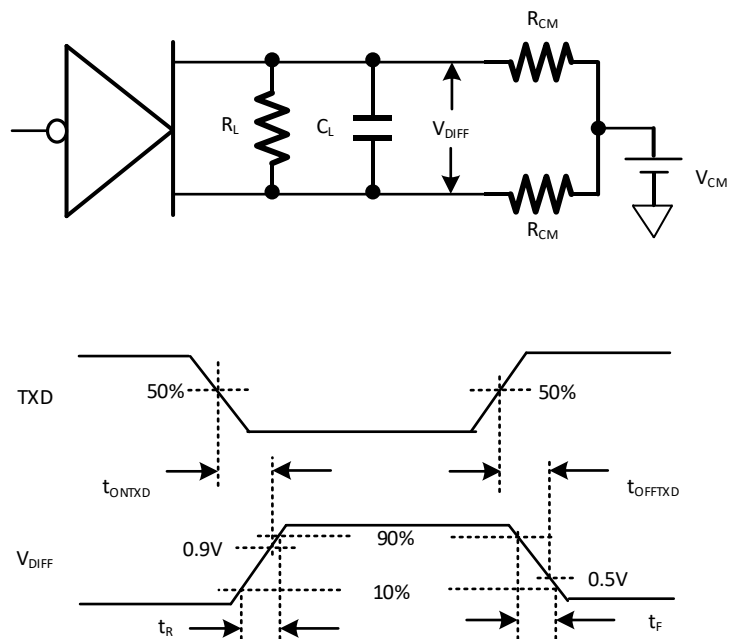 R_CM
R_L
C_L
V_DIFF
V_CM
R_CM
TXD
50%
50%
t_ONTXD
t_OFFTXD
V_DIFF
0.9V
90%
10%
0.5V
t_R
t_F